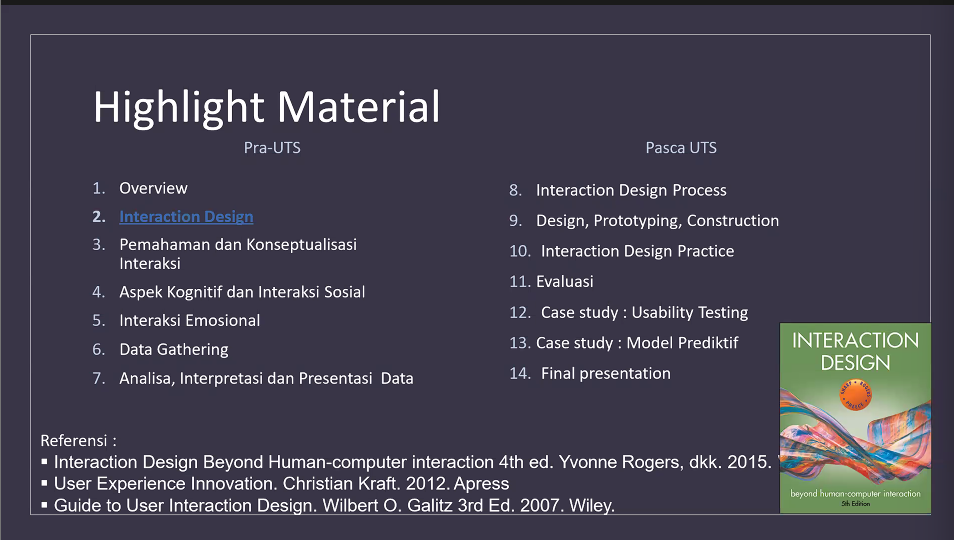 Highlight Material
Pra-UTS
1. Overview
2. Interaction Design
3. Pemahaman dan Konseptualisasi
Interaksi
4. Aspek Kognitif dan Interaksi Sosial
5. Interaksi Emosional
6. Data Gathering
7. Analisa, Interpretasi dan Presentasi Data
Pasca UTS
8. Interaction Design Process
9. Design, Prototyping, Construction
10. Interaction Design Practice
11. Evaluasi
12. Case study : Usability Testing
13. Case study : Model Prediktif
14. Final presentation
Referensi :
▪ Interaction Design Beyond Human-computer interaction 4th ed. Yvonne Rogers, dkk. 2015.
▪ User Experience Innovation. Christian Kraft. 2012. Apress
▪ Guide to User Interaction Design. Wilbert O. Galitz 3rd Ed. 2007. Wiley.
INTERACTION
DESIGN
SHARP • ROGERS • PREECE
beyond human-computer interaction
5th Edition